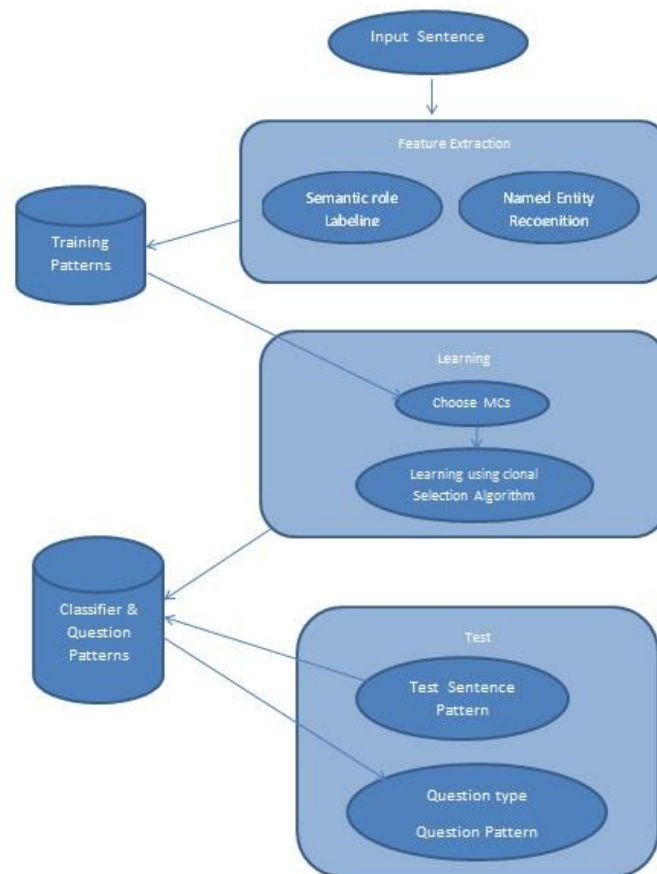 Input Sentence
Feature Extraction
Semantic role
Labeling
Named Entity
Recognition
Training
Patterns
Learning
Choose MCs
Learning using clonal
Selection Algorithm
Classifier &
Question
Patterns
Test
Test Sentence
Pattern
Question type
Question Pattern